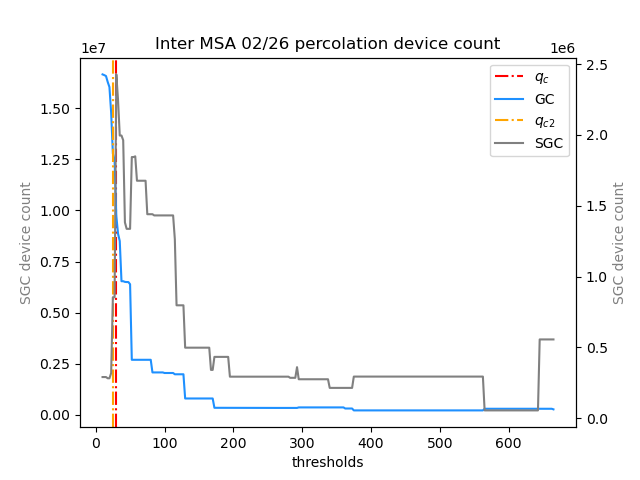 Inter MSA 02/26 percolation device count
1e7
1e6
1.50
1.25
1.00
0.75
0.50
0.25
0.00
SGC device count
2.5
2.0
1.5
1.0
0.5
0.0
SGC device count
q_c
GC
q_c2
SGC
0 100 200 300 400 500 600
thresholds